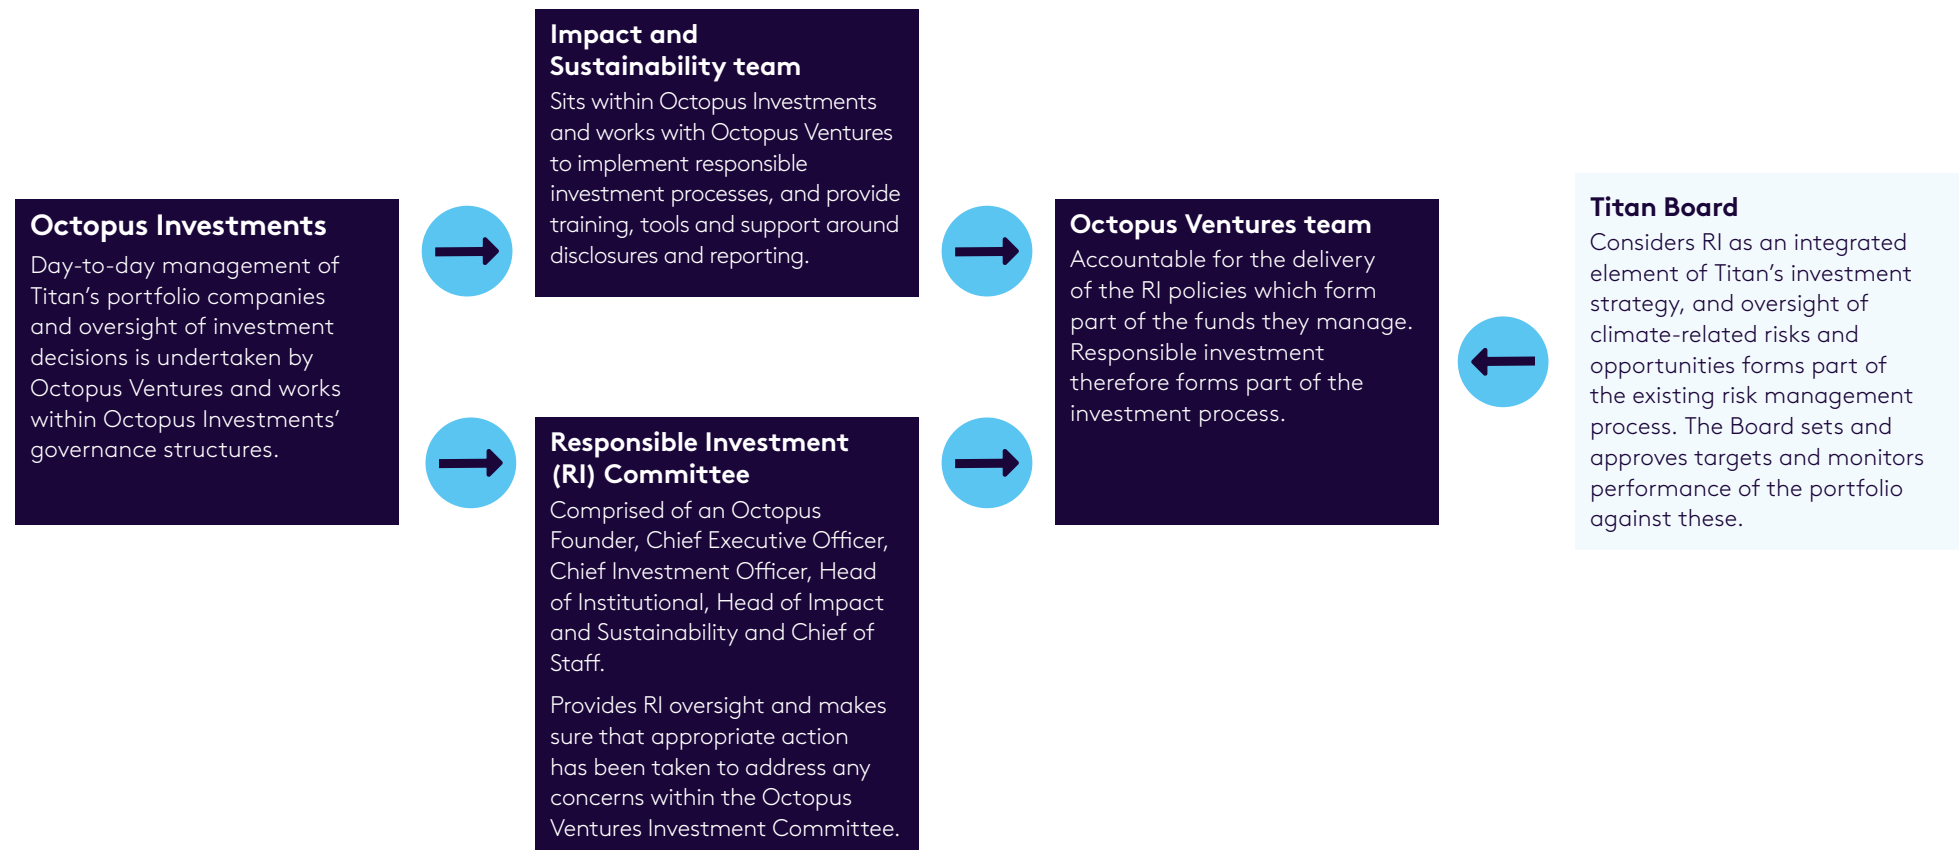 Octopus Investments
Day-to-day management of
Titan’s portfolio companies
and oversight of investment
decisions is undertaken by
Octopus Ventures and works
within Octopus Investments’
governance structures.
Impact and
Sustainability team
Sits within Octopus Investments
and works with Octopus Ventures
to implement responsible
investment processes, and provide
training, tools and support around
disclosures and reporting.
Responsible Investment
(RI) Committee
Comprised of an Octopus
Founder, Chief Executive Officer,
Chief Investment Officer, Head
of Institutional, Head of Impact
and Sustainability and Chief of
Staff.
Provides RI oversight and makes
sure that appropriate action
has been taken to address any
concerns within the Octopus
Ventures Investment Committee.
Octopus Ventures team
Accountable for the delivery
of the RI policies which form
part of the funds they manage.
Responsible investment
therefore forms part of the
investment process.
Titan Board
Considers RI as an integrated
element of Titan’s investment
strategy, and oversight of
climate-related risks and
opportunities forms part of
the existing risk management
process. The Board sets and
approves targets and monitors
performance of the portfolio
against these.